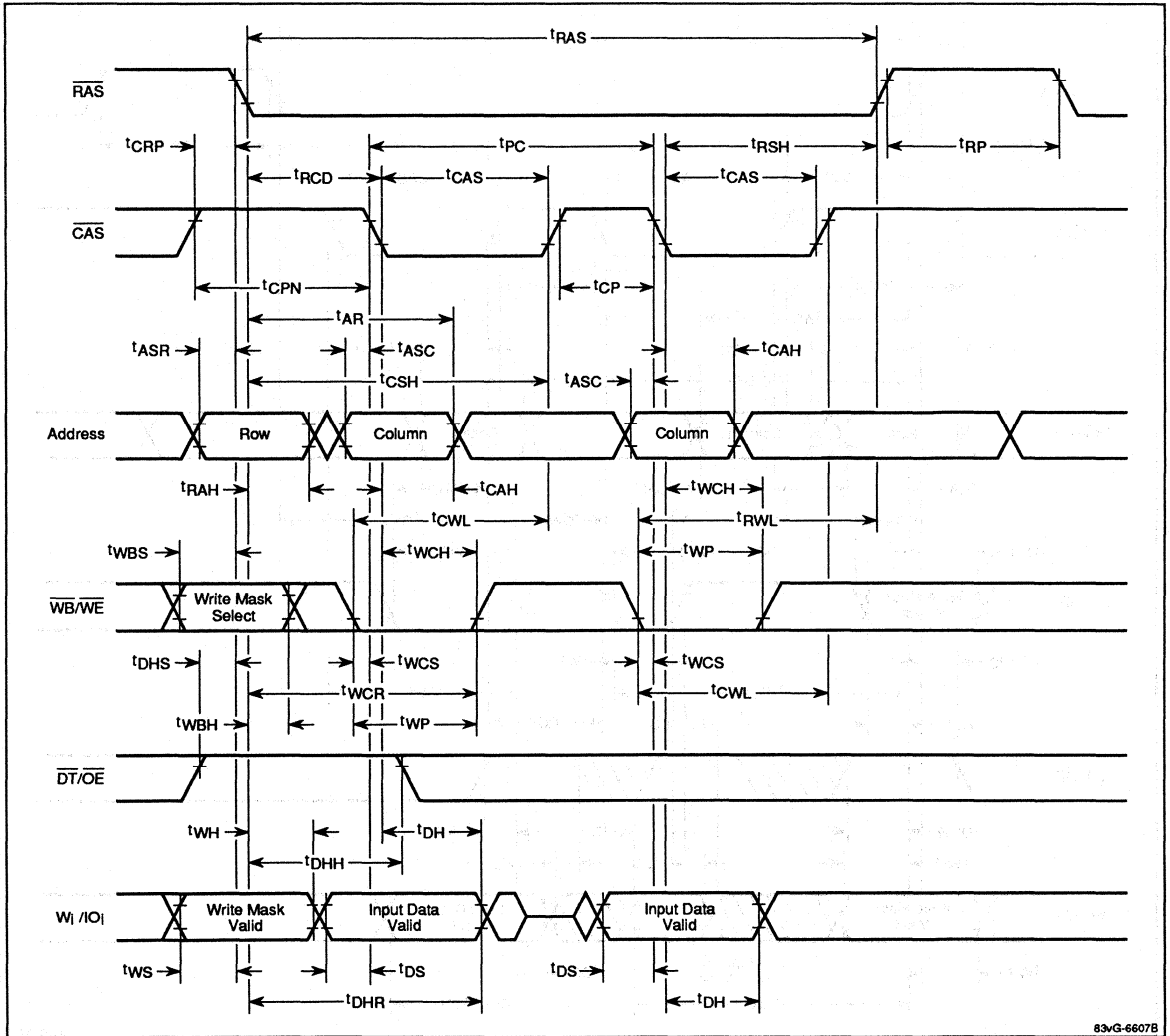 tRAS
RAS
tCRP
tPC
tRSH
tRP
tRCD
tCAS
tCAS
CAS
tCPN
tCP
tAR
tASR
tASC
tCAH
tCSH
tASC
Address
Row
Column
Column
tRAH
tCAH
tWCH
tCWL
tRWL
tWBS
tWCH
tWP
WB/WE
Write Mask
Select
tDHS
tWCS
tWCS
tWCR
tCWL
tWBH
tWP
DT/OE
tWH
tDH
tDHH
Wi /IOi
Write Mask
Valid
Input Data
Valid
Input Data
Valid
tWS
tDS
tDS
tDHR
tDH
83vG-6607B